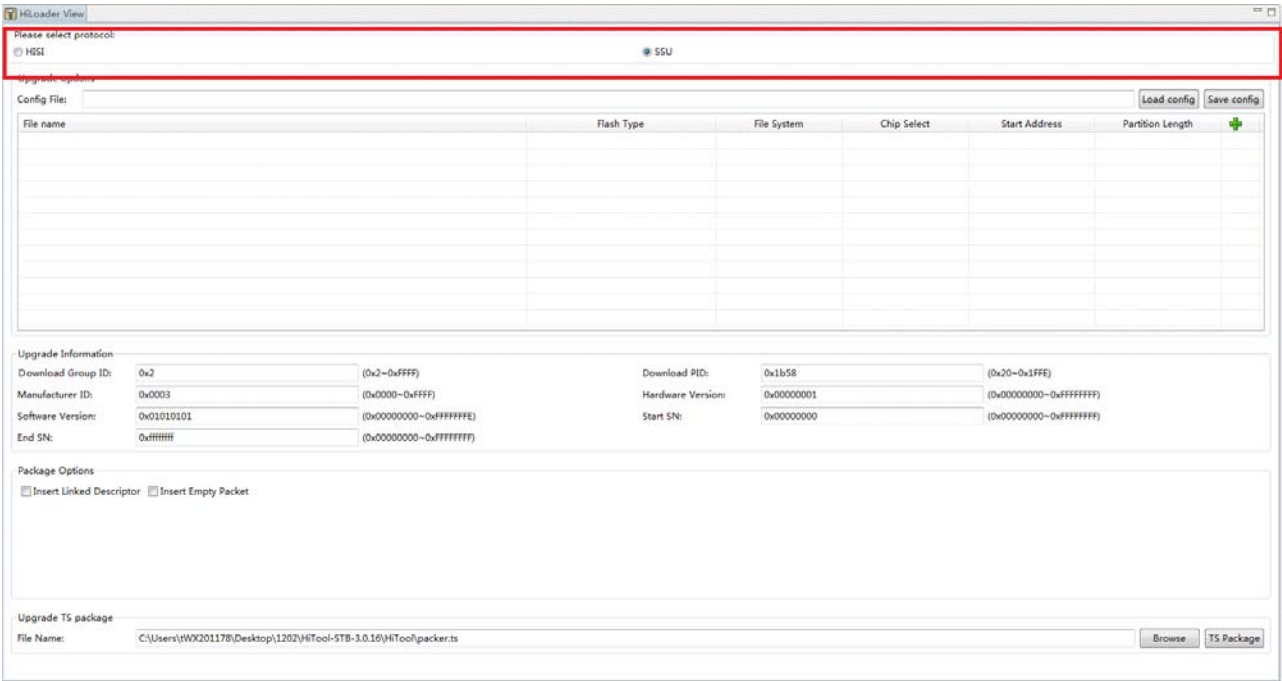 HiLoader View
Please select protocol:
HISI SSU
Upgrade Options
Config File: Load config Save config
File name Flash Type File System Chip Select Start Address Partition Length
Upgrade Information
Download Group ID: 0x2 (0x2~0xFFFF) Download PID: 0x1b58 (0x20~0x1FFE)
Manufacturer ID: 0x0003 (0x0000~0xFFFF) Hardware Version: 0x00000001 (0x00000000~0xFFFFFFFF)
Software Version: 0x01010101 (0x00000000~0xFFFFFFFE) Start SN: 0x00000000 (0x00000000~0xFFFFFFFF)
End SN: 0xffffffff (0x00000000~0xFFFFFFFF)
Package Options
Insert Linked Descriptor Insert Empty Packet
Upgrade TS package
File Name: C:\Users\tWX201178\Desktop\1202\HiTool-STB-3.0.16\HiTool\packer.ts Browse TS Package